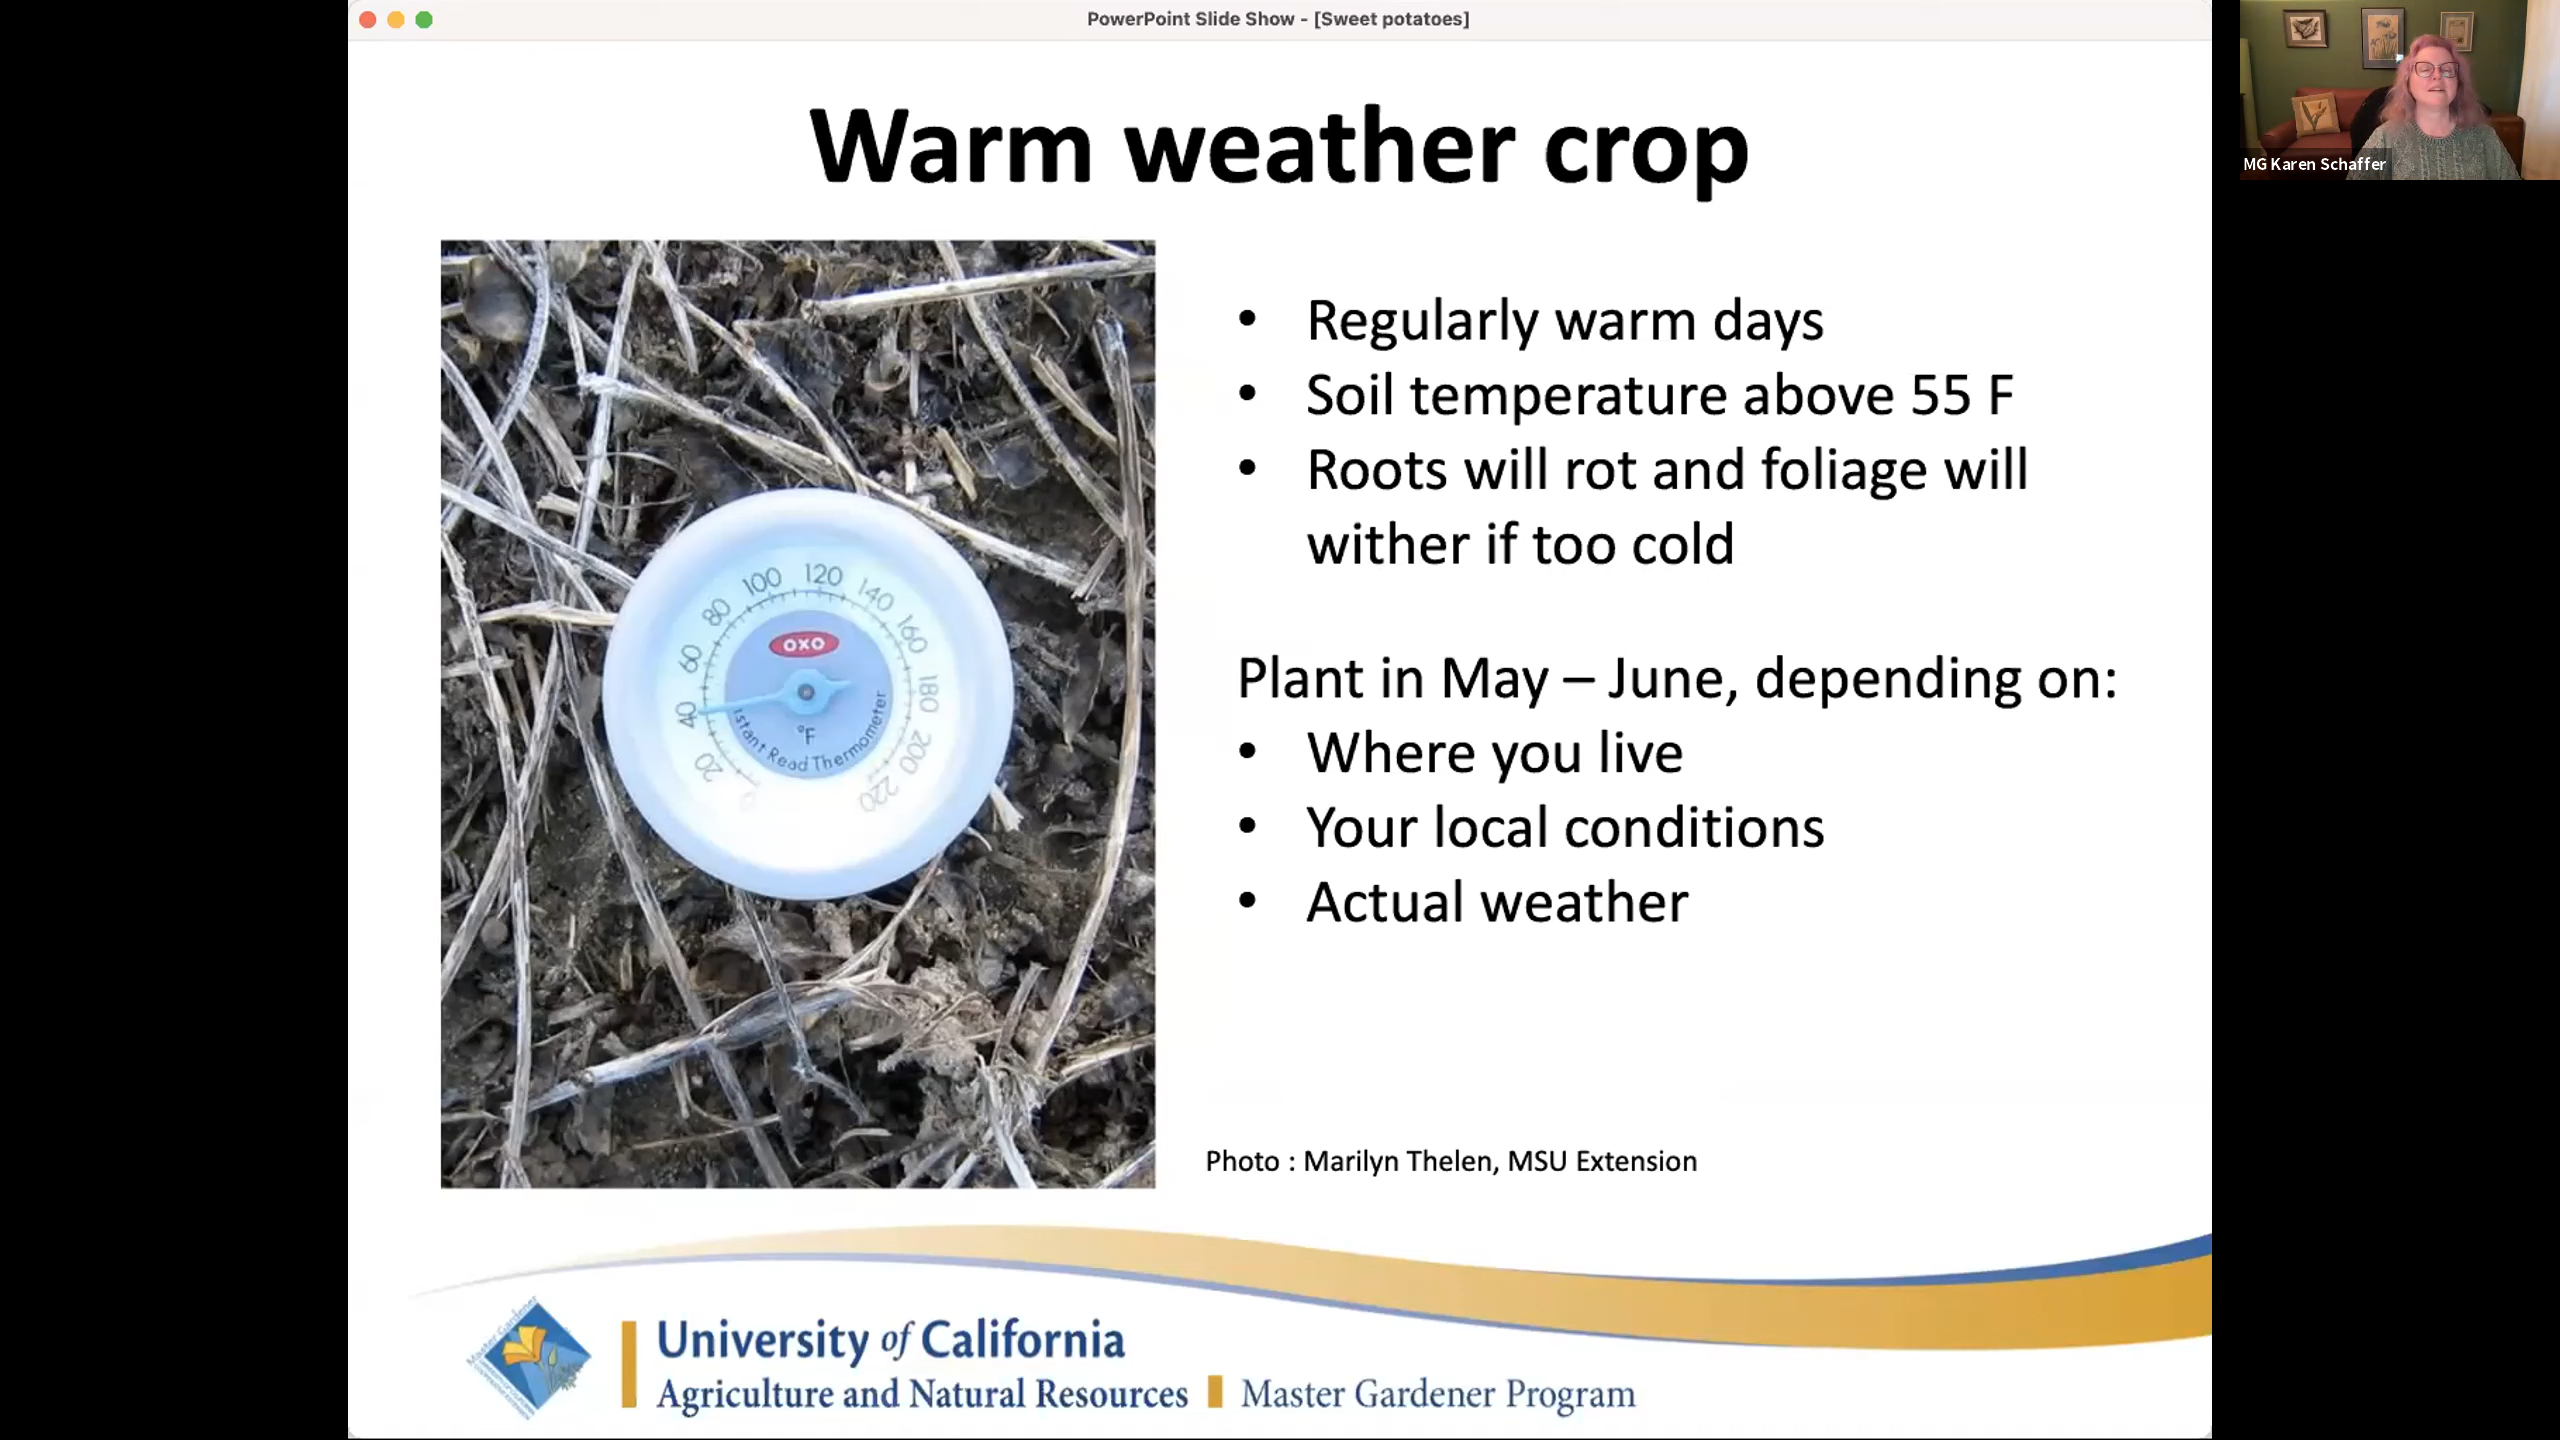 PowerPoint Slide Show - [Sweet potatoes]
MG Karen Schaffer
Warm weather crop
• Regularly warm days
• Soil temperature above 55 F
• Roots will rot and foliage will
wither if too cold
Plant in May – June, depending on:
• Where you live
• Your local conditions
• Actual weather
0 20 40 60 80 100 120 140 160 180 200 220
OXO
°F
Read Thermometer
Photo : Marilyn Thelen, MSU Extension
Master Gardener
University of California
Agriculture and Natural Resources
Master Gardener Program